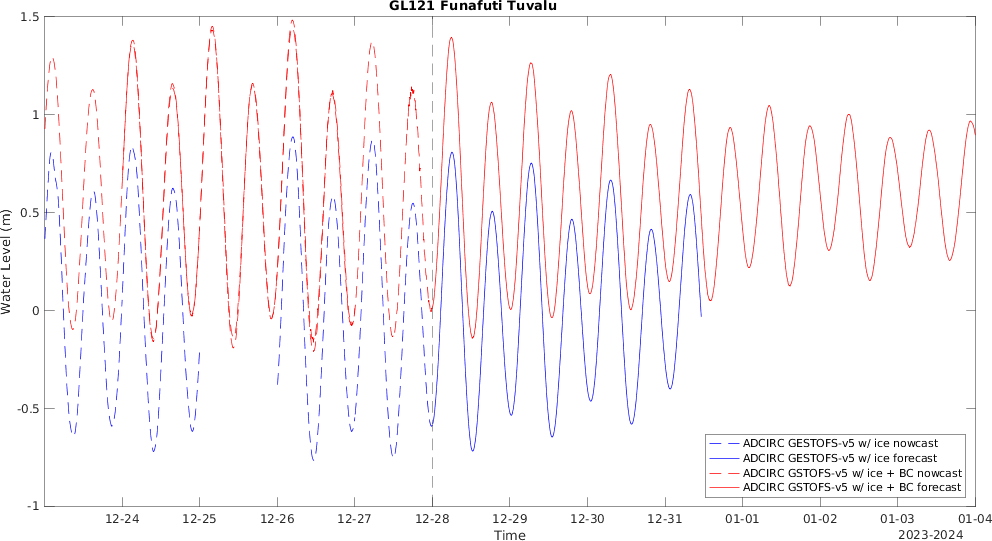 GL121 Funafuti Tuvalu
1.5
1
0.5
0
-0.5
-1
Water Level (m)
ADCIRC GESTOFS-v5 w/ ice nowcast
ADCIRC GESTOFS-v5 w/ ice forecast
ADCIRC GSTOFS-v5 w/ ice + BC nowcast
ADCIRC GSTOFS-v5 w/ ice + BC forecast
12-24 12-25 12-26 12-27 12-28 12-29 12-30 12-31 01-01 01-02 01-03 01-04
Time
2023-2024